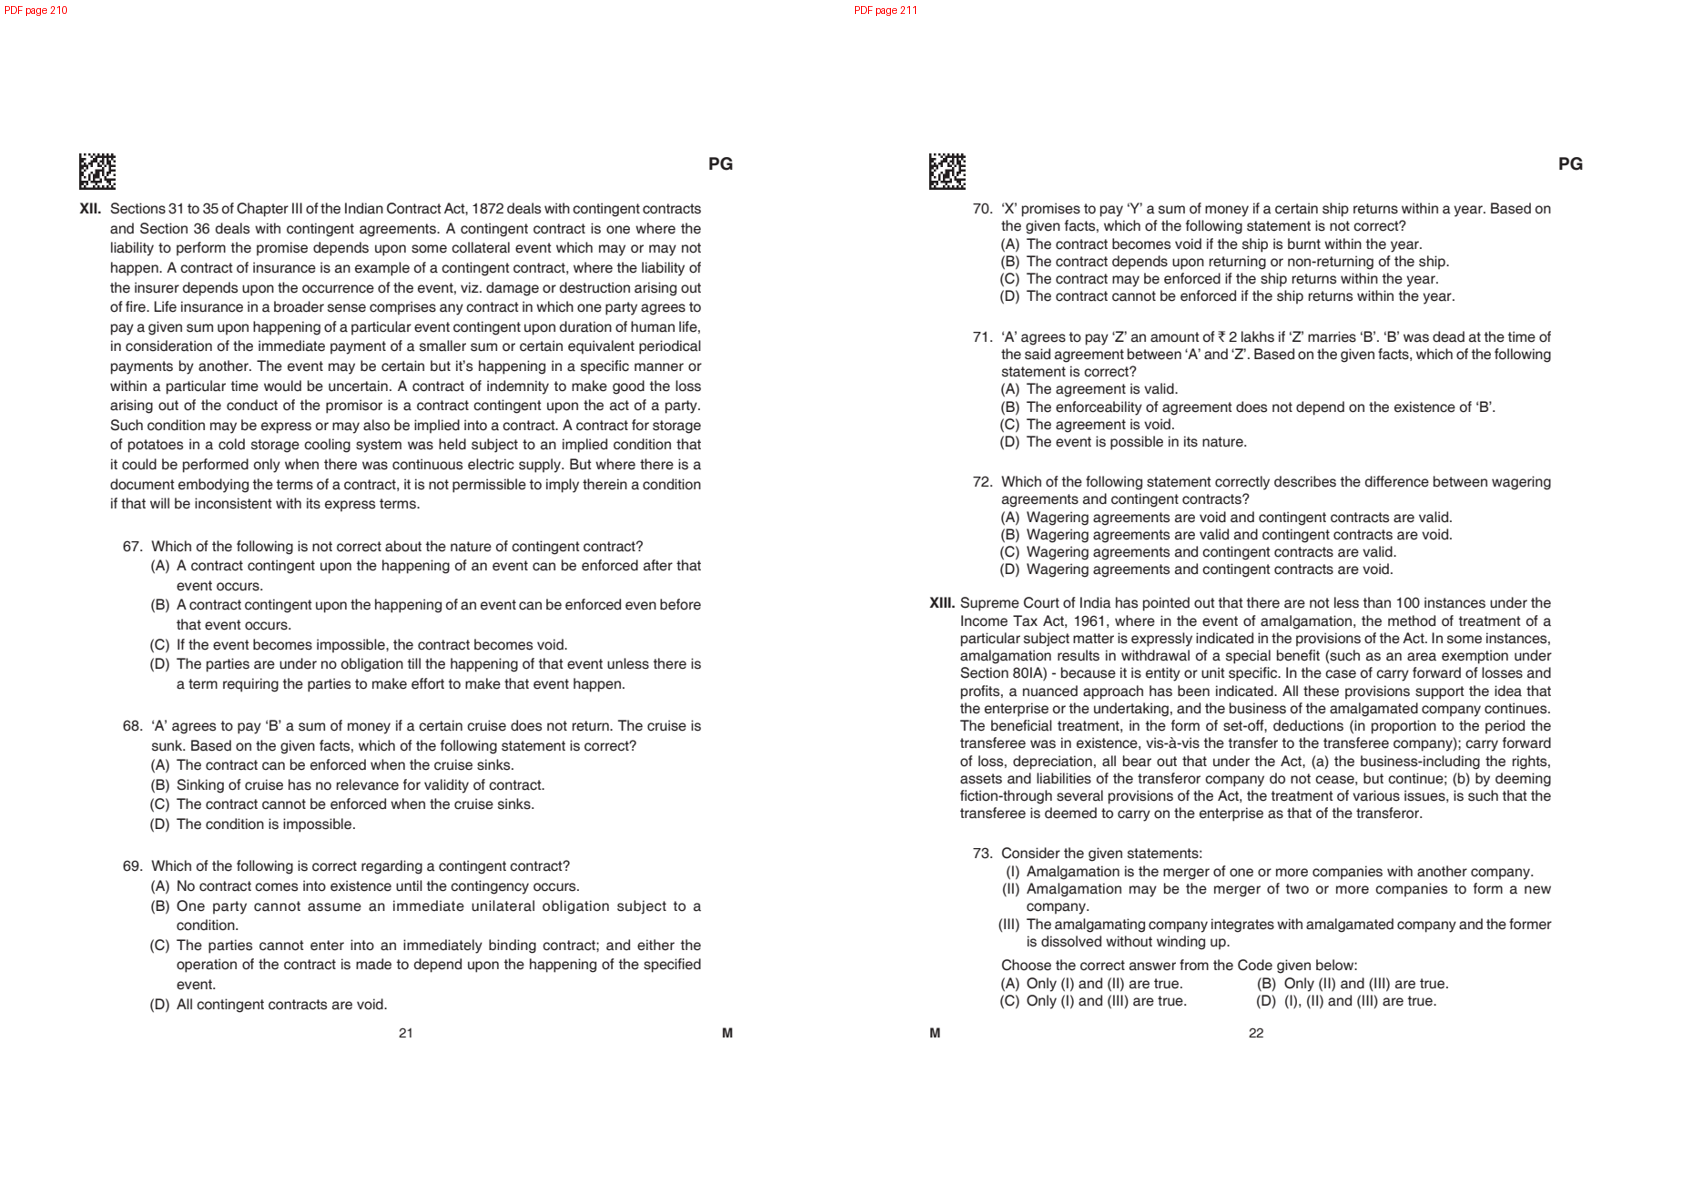 PDF page 210
PG
XII. Sections 31 to 35 of Chapter III of the Indian Contract Act, 1872 deals with contingent contracts
and Section 36 deals with contingent agreements. A contingent contract is one where the
liability to perform the promise depends upon some collateral event which may or may not
happen. A contract of insurance is an example of a contingent contract, where the liability of
the insurer depends upon the occurrence of the event, viz. damage or destruction arising out
of fire. Life insurance in a broader sense comprises any contract in which one party agrees to
pay a given sum upon happening of a particular event contingent upon duration of human life,
in consideration of the immediate payment of a smaller sum or certain equivalent periodical
payments by another. The event may be certain but it's happening in a specific manner or
within a particular time would be uncertain. A contract of indemnity to make good the loss
arising out of the conduct of the promisor is a contract contingent upon the act of a party.
Such condition may be express or may also be implied into a contract. A contract for storage
of potatoes in a cold storage cooling system was held subject to an implied condition that
it could be performed only when there was continuous electric supply. But where there is a
document embodying the terms of a contract, it is not permissible to imply therein a condition
if that will be inconsistent with its express terms.
67. Which of the following is not correct about the nature of contingent contract?
(A) A contract contingent upon the happening of an event can be enforced after that
event occurs.
(B) A contract contingent upon the happening of an event can be enforced even before
that event occurs.
(C) If the event becomes impossible, the contract becomes void.
(D) The parties are under no obligation till the happening of that event unless there is
a term requiring the parties to make effort to make that event happen.
68. 'A' agrees to pay 'B' a sum of money if a certain cruise does not return. The cruise is
sunk. Based on the given facts, which of the following statement is correct?
(A) The contract can be enforced when the cruise sinks.
(B) Sinking of cruise has no relevance for validity of contract.
(C) The contract cannot be enforced when the cruise sinks.
(D) The condition is impossible.
69. Which of the following is correct regarding a contingent contract?
(A) No contract comes into existence until the contingency occurs.
(B) One party cannot assume an immediate unilateral obligation subject to a
condition.
(C) The parties cannot enter into an immediately binding contract; and either the
operation of the contract is made to depend upon the happening of the specified
event.
(D) All contingent contracts are void.
21
M
PDF page 211
PG
70. 'X' promises to pay 'Y' a sum of money if a certain ship returns within a year. Based on
the given facts, which of the following statement is not correct?
(A) The contract becomes void if the ship is burnt within the year.
(B) The contract depends upon returning or non-returning of the ship.
(C) The contract may be enforced if the ship returns within the year.
(D) The contract cannot be enforced if the ship returns within the year.
71. 'A' agrees to pay 'Z' an amount of ₹ 2 lakhs if 'Z' marries 'B'. 'B' was dead at the time of
the said agreement between 'A' and 'Z'. Based on the given facts, which of the following
statement is correct?
(A) The agreement is valid.
(B) The enforceability of agreement does not depend on the existence of 'B'.
(C) The agreement is void.
(D) The event is possible in its nature.
72. Which of the following statement correctly describes the difference between wagering
agreements and contingent contracts?
(A) Wagering agreements are void and contingent contracts are valid.
(B) Wagering agreements are valid and contingent contracts are void.
(C) Wagering agreements and contingent contracts are valid.
(D) Wagering agreements and contingent contracts are void.
XIII. Supreme Court of India has pointed out that there are not less than 100 instances under the
Income Tax Act, 1961, where in the event of amalgamation, the method of treatment of a
particular subject matter is expressly indicated in the provisions of the Act. In some instances,
amalgamation results in withdrawal of a special benefit (such as an area exemption under
Section 80IA) - because it is entity or unit specific. In the case of carry forward of losses and
profits, a nuanced approach has been indicated. All these provisions support the idea that
the enterprise or the undertaking, and the business of the amalgamated company continues.
The beneficial treatment, in the form of set-off, deductions (in proportion to the period the
transferee was in existence, vis-à-vis the transfer to the transferee company); carry forward
of loss, depreciation, all bear out that under the Act, (a) the business-including the rights,
assets and liabilities of the transferor company do not cease, but continue; (b) by deeming
fiction-through several provisions of the Act, the treatment of various issues, is such that the
transferee is deemed to carry on the enterprise as that of the transferor.
73. Consider the given statements:
(I) Amalgamation is the merger of one or more companies with another company.
(II) Amalgamation may be the merger of two or more companies to form a new
company.
(III) The amalgamating company integrates with amalgamated company and the former
is dissolved without winding up.
Choose the correct answer from the Code given below:
(A) Only (I) and (II) are true. (B) Only (II) and (III) are true.
(C) Only (I) and (III) are true. (D) (I), (II) and (III) are true.
M
22